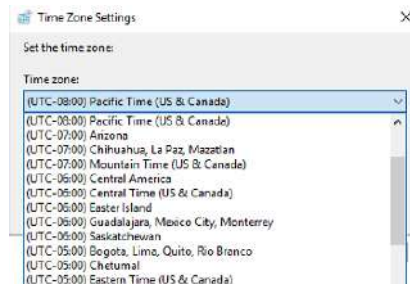 Time Zone Settings
Set the time zone:
Time zone:
(UTC-08:00) Pacific Time (US & Canada)
(UTC-08:00) Pacific Time (US & Canada)
(UTC-07:00) Arizona
(UTC-07:00) Chihuahua, La Paz, Mazatlan
(UTC-07:00) Mountain Time (US & Canada)
(UTC-06:00) Central America
(UTC-06:00) Central Time (US & Canada)
(UTC-06:00) Easter Island
(UTC-06:00) Guadalajara, Mexico City, Monterrey
(UTC-06:00) Saskatchewan
(UTC-05:00) Bogota, Lima, Quito, Rio Branco
(UTC-05:00) Chetumal
(UTC-05:00) Eastern Time (US & Canada)